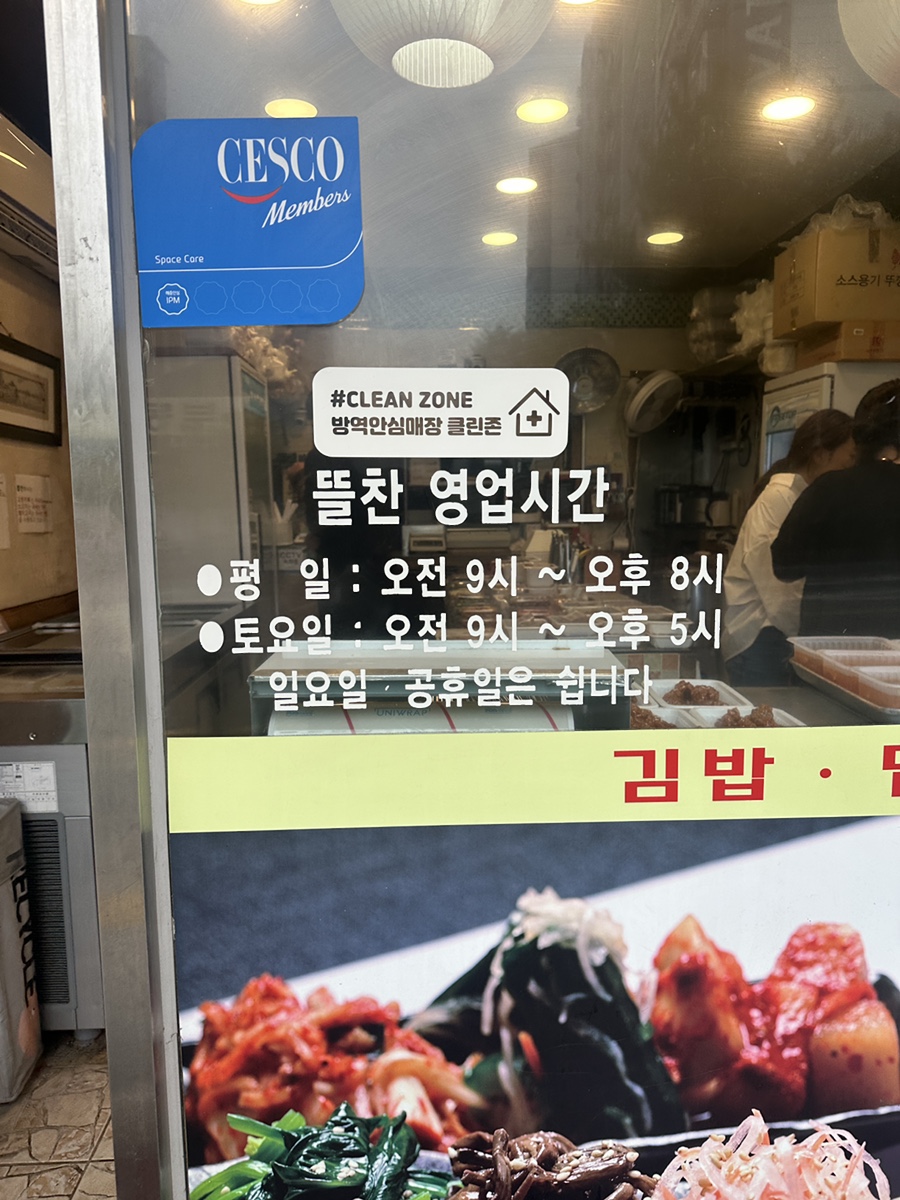 CESCO
Members
Space Care
1PM
소스용기 뚜
#CLEAN ZONE
방역안심매장 클린존
뜰찬 영업시간
●평 일 : 오전 9시 ~ 오후 8시
●토요일 : 오전 9시 ~ 오후 5시
일요일 · 공휴일은 쉽니다
UNIWRAP
김밥 ·
RECYCLE